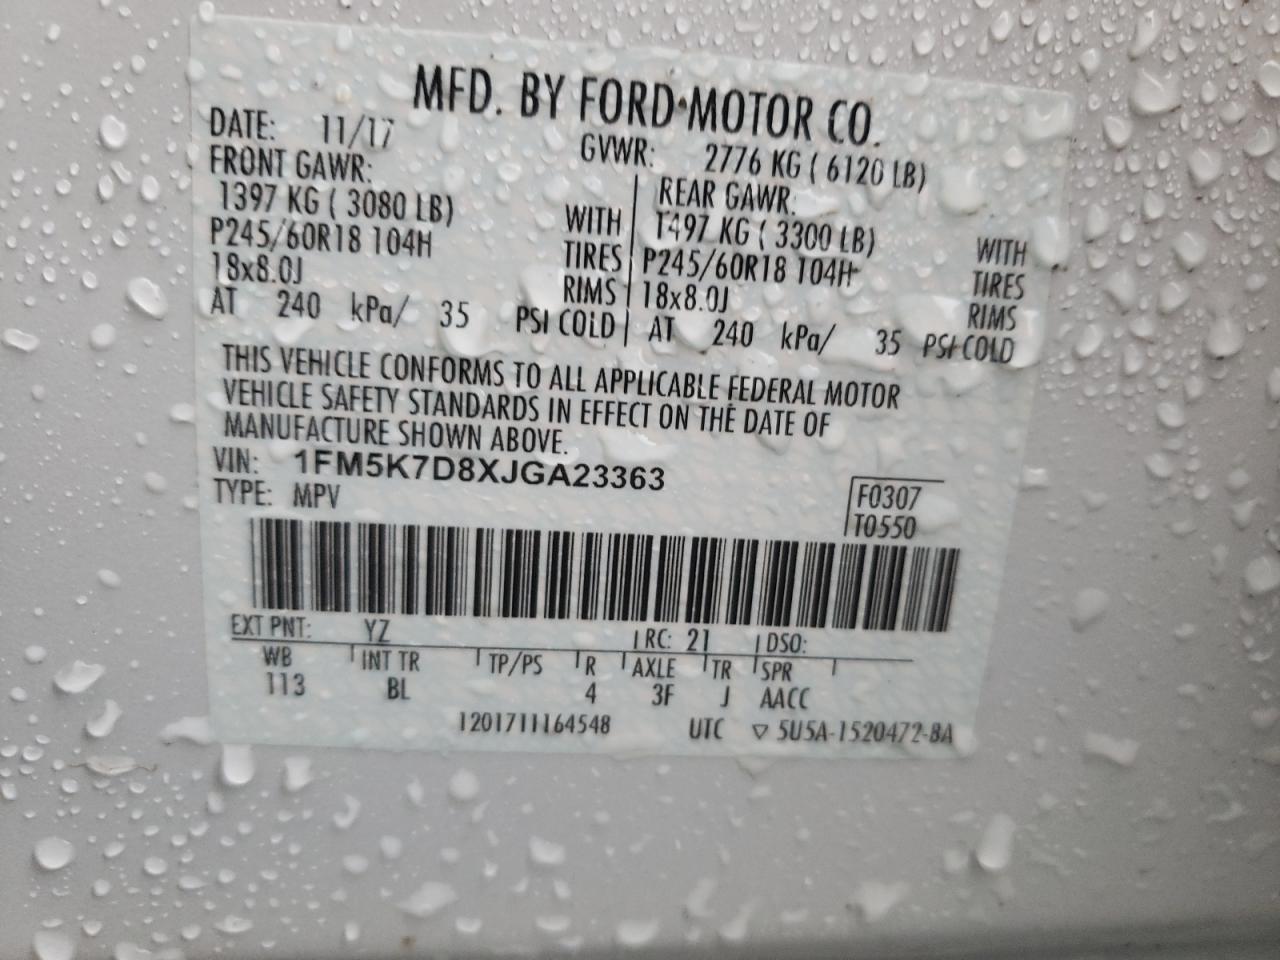 MFD. BY FORD MOTOR CO.
DATE: 11/17 GVWR: 2776 KG ( 6120 LB)
FRONT GAWR: REAR GAWR:
1397 KG ( 3080 LB) WITH 1497 KG ( 3300 LB) WITH
P245/60R18 104H TIRES P245/60R18 104H TIRES
18x8.0J RIMS 18x8.0J RIMS
AT 240 kPa/ 35 PSI COLD AT 240 kPa/ 35 PSI COLD
THIS VEHICLE CONFORMS TO ALL APPLICABLE FEDERAL MOTOR
VEHICLE SAFETY STANDARDS IN EFFECT ON THE DATE OF
MANUFACTURE SHOWN ABOVE.
VIN: 1FM5K7D8XJGA23363
TYPE: MPV F0307
T0550
EXT PNT: YZ RC: 21 DSO:
WB INT TR TP/PS R AXLE TR SPR
113 BL 4 3F J AACC
1201711164548 UTC ▽ 5U5A-1520472-BA